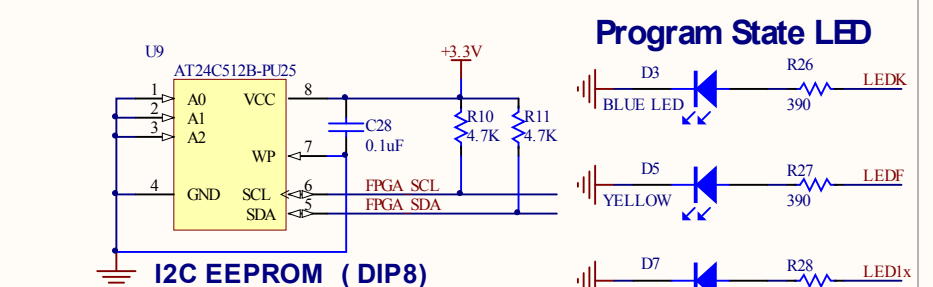 Program State LED
U9
+3.3V
AT24C512B-PU25
1
A0
VCC
8
2
A1
3
A2
C28
0.1uF
R10
4.7K
R11
4.7K
WP
7
4
GND
SCL
6
FPGA SCL
SDA
5
FPGA SDA
I2C EEPROM ( DIP8)
D3
R26
LEDK
BLUE LED
390
D5
R27
LEDF
YELLOW
390
D7
R28
LED1x